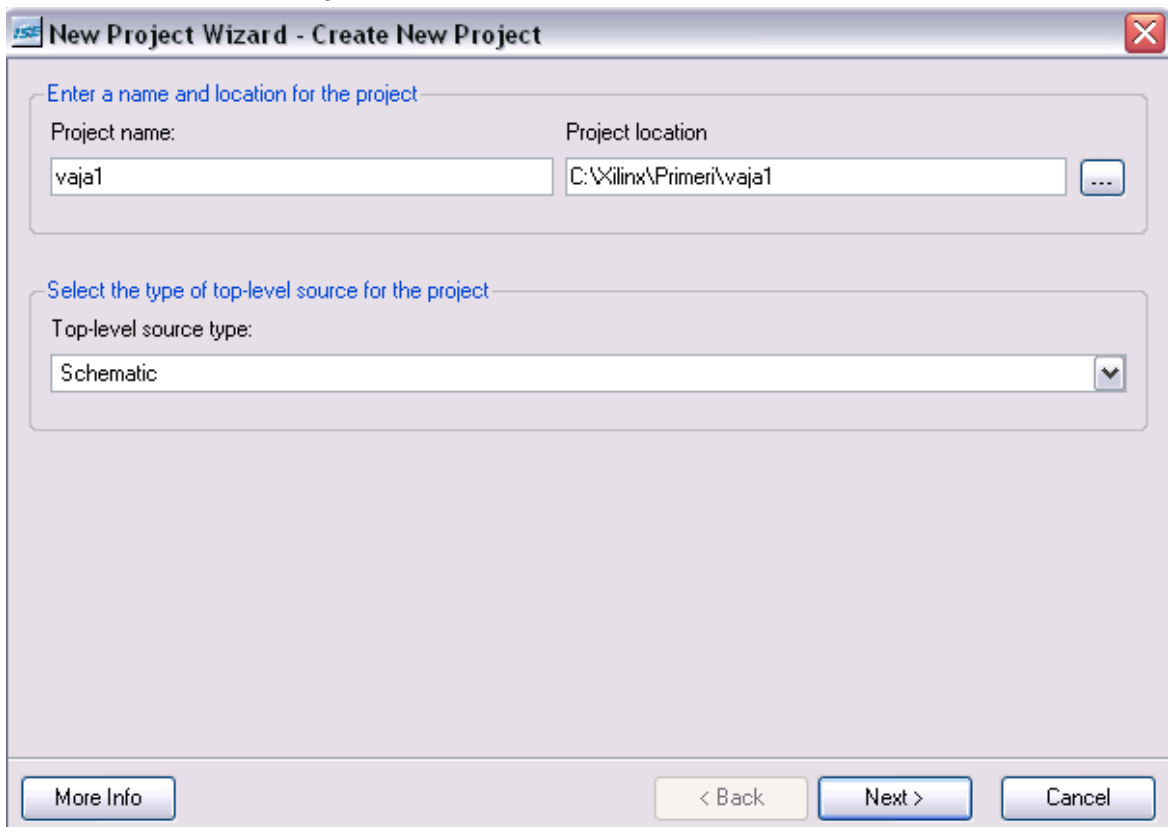 ISE New Project Wizard - Create New Project
Enter a name and location for the project
Project name: Project location
vaja1 C:\Xilinx\Primeri\vaja1 ...
Select the type of top-level source for the project
Top-level source type:
Schematic
More Info < Back Next > Cancel